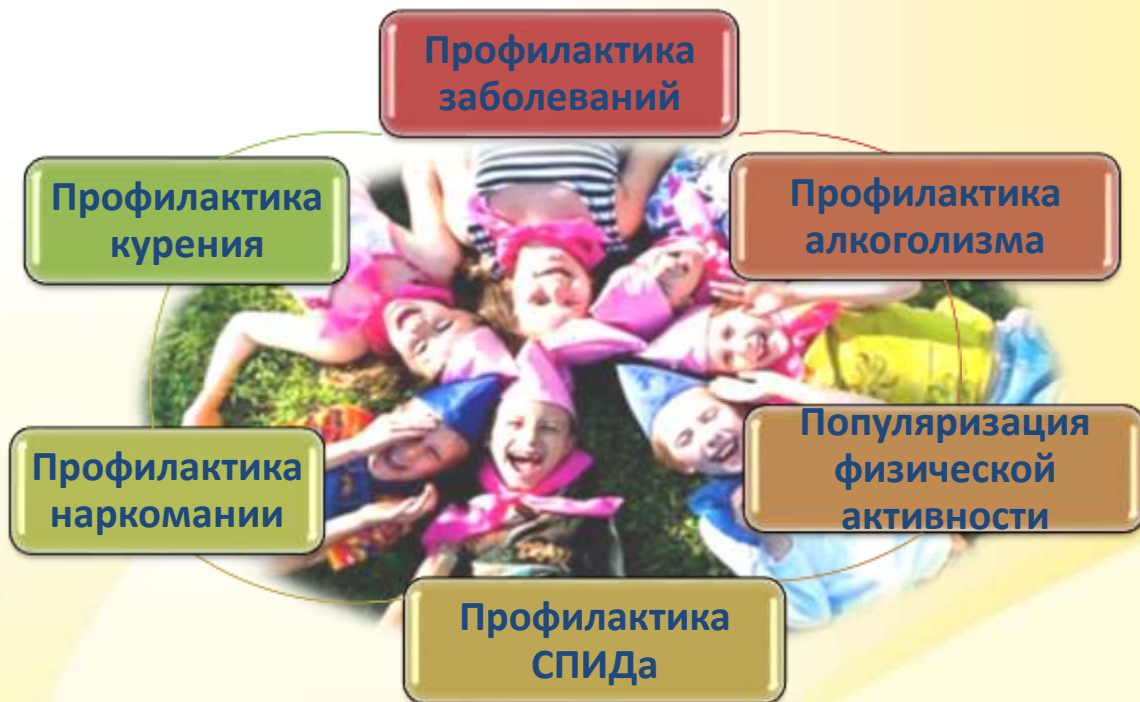 Профилактика
заболеваний
Профилактика
курения
Профилактика
алкоголизма
Профилактика
наркомании
Популяризация
физической
активности
Профилактика
СПИДа